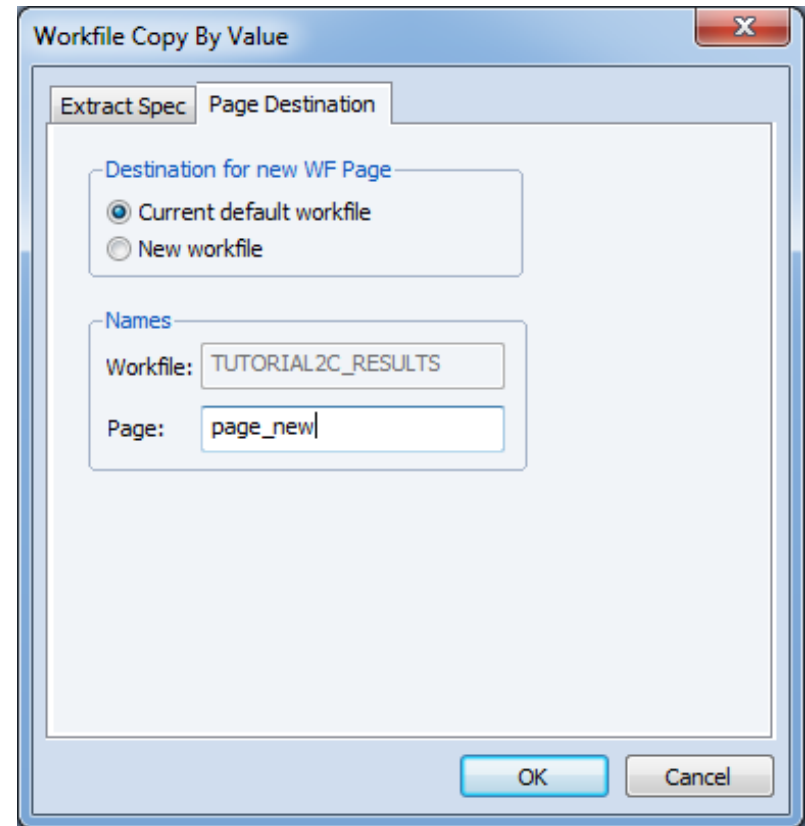 Workfile Copy By Value
Extract Spec Page Destination
Destination for new WF Page
Current default workfile
New workfile
Names
Workfile: TUTORIAL2C_RESULTS
Page: page_new
OK Cancel